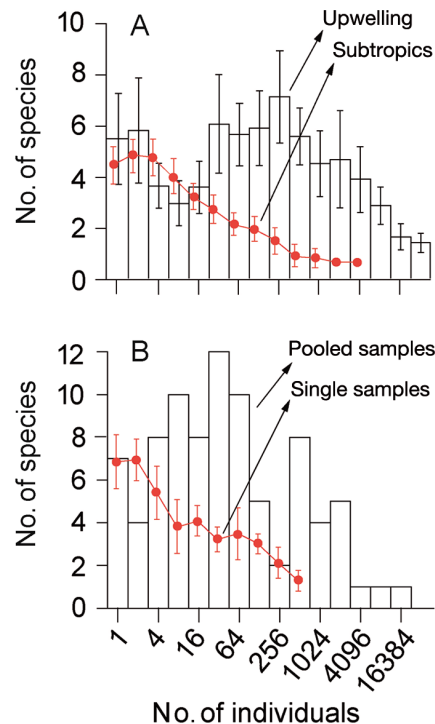 A
Upwelling
Subtropics
No. of species
10
8
6
4
2
0
B
Pooled samples
Single samples
No. of species
12
10
8
6
4
2
0
1
4
16
64
256
1024
4096
16384
No. of individuals